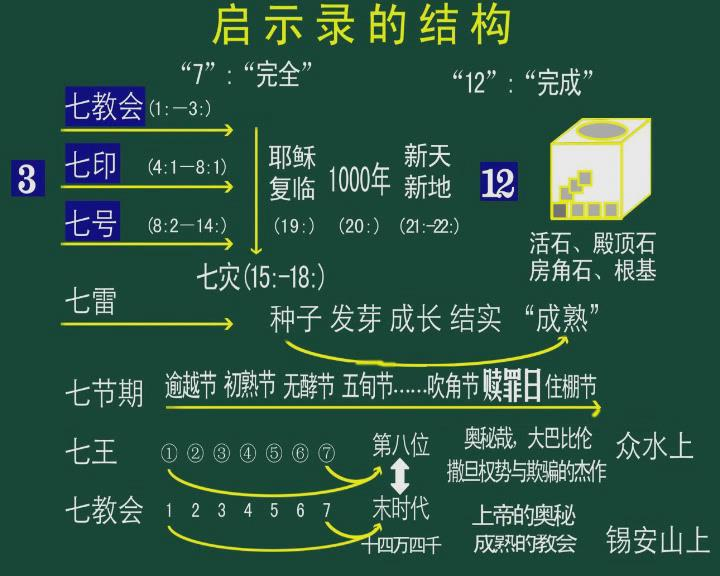 启示录的结构
“7”：“完全”
“12”：“完成”
七教会(1:－3:)
3
七印 (4:1－8:1)
七号 (8:2－14:)
耶稣复临
(19:)
1000年
(20:)
新天新地
(21:-22:)
12
活石、殿顶石
房角石、根基
七灾(15:-18:)
七雷
种子 发芽 成长 结实 “成熟”
七节期 逾越节 初熟节 无酵节 五旬节……吹角节 赎罪日 住棚节
七王 ① ② ③ ④ ⑤ ⑥ ⑦ 第八位
奥秘哉，大巴比伦
撒旦权势与欺骗的杰作
众水上
七教会 1 2 3 4 5 6 7 末时代
十四万四千
上帝的奥秘
成熟的教会
锡安山上